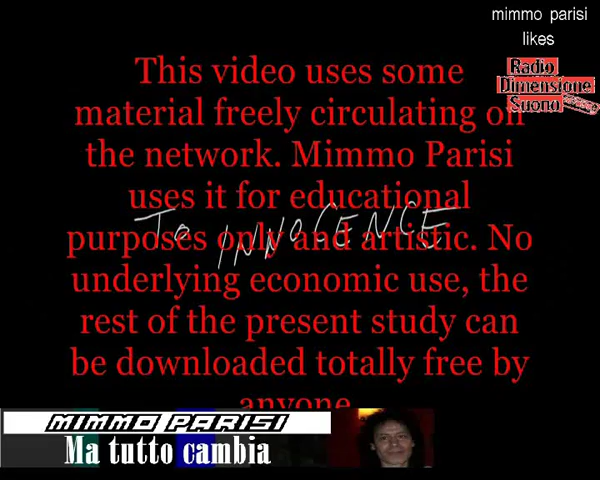 mimmo parisi
likes
Radio
Dimensione
Suono
This video uses some
material freely circulating on
the network. Mimmo Parisi
uses it for educational
purposes only and artistic. No
underlying economic use, the
rest of the present study can
be downloaded totally free by
anyone
TO INNOCENCE
MIMMO PARISI
Ma tutto cambia